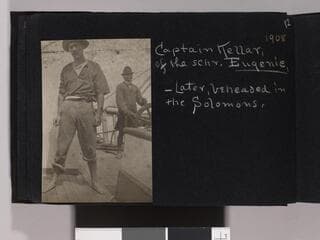 12
1908
Captain Kellar,
of the schr. Eugenie
- Later, beheaded in
the Solomons.